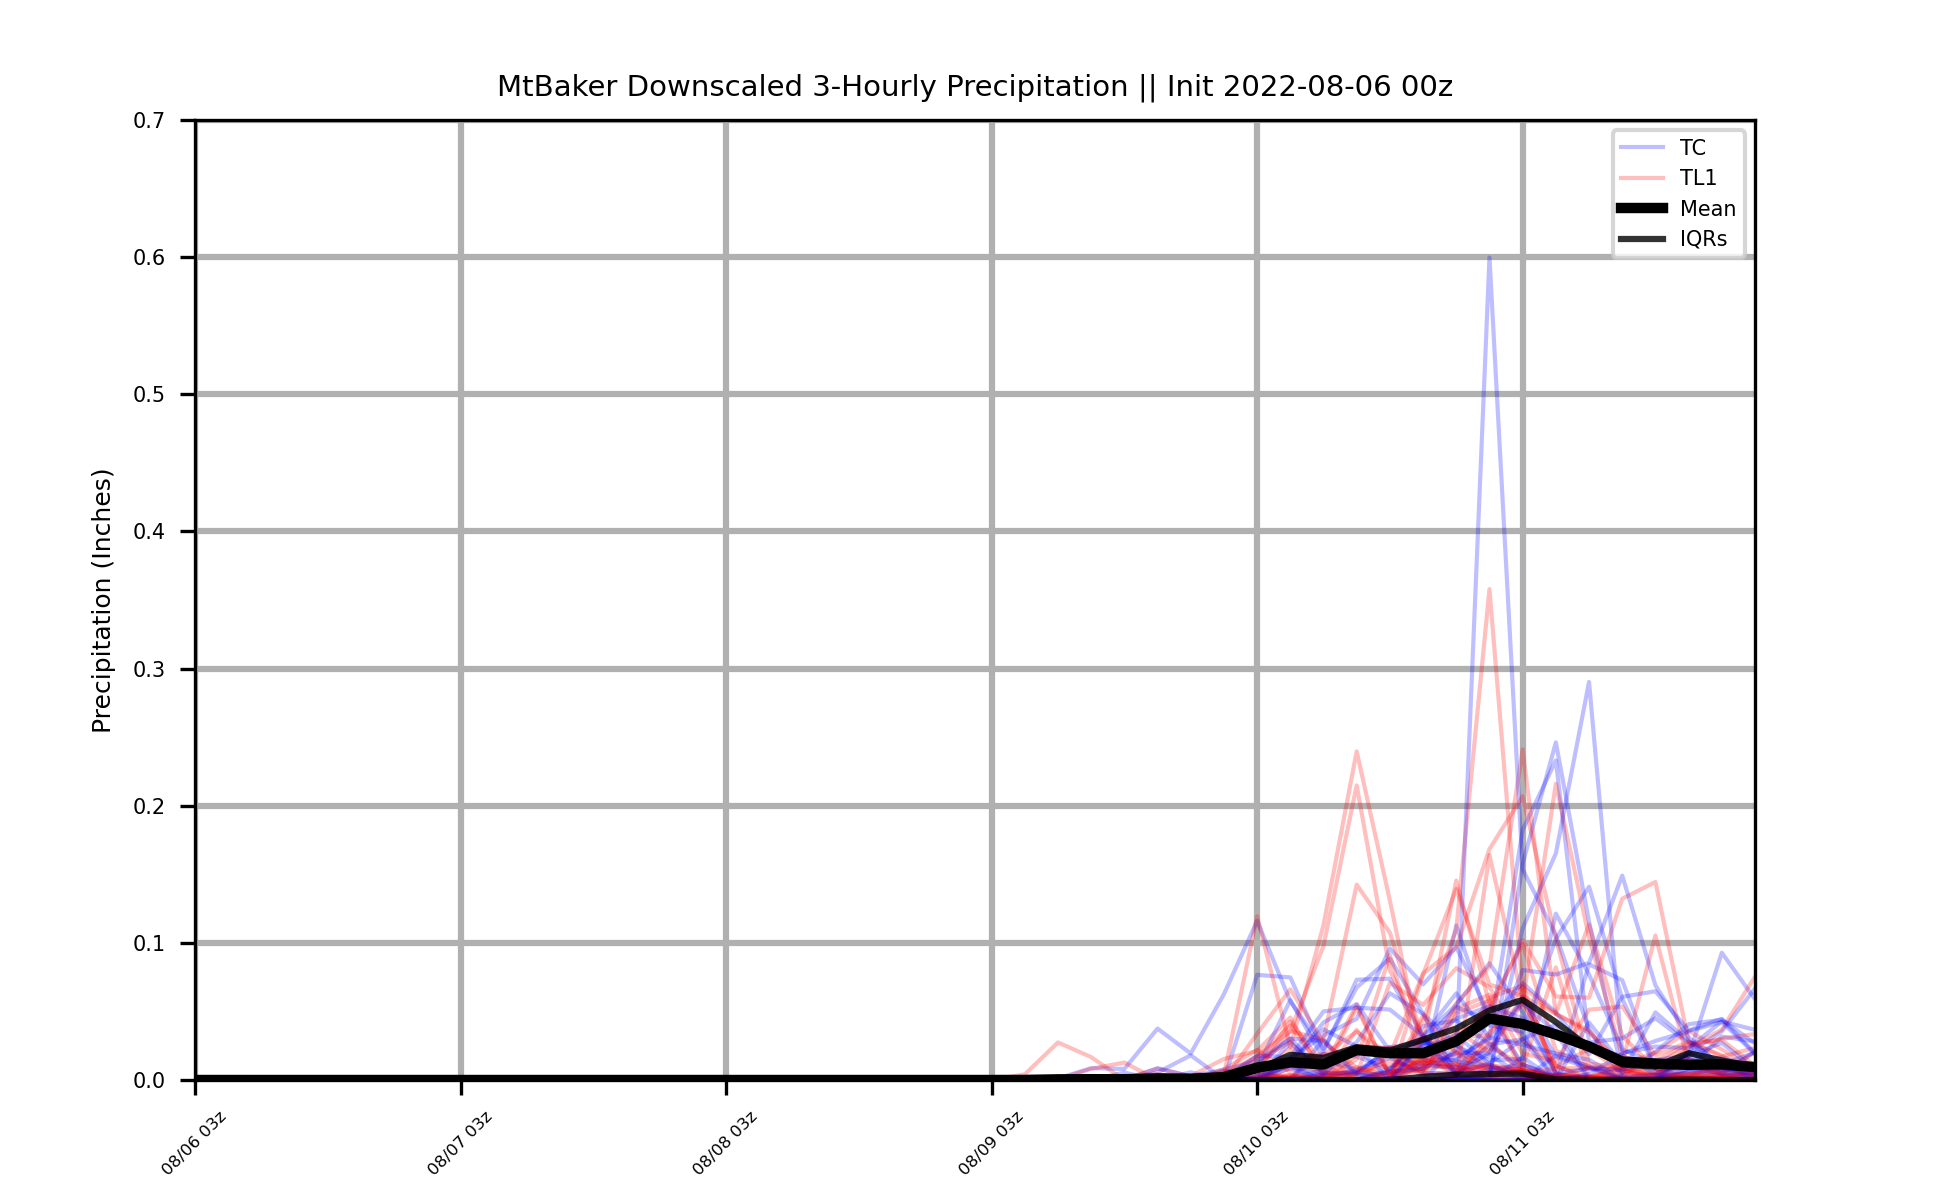 MtBaker Downscaled 3-Hourly Precipitation || Init 2022-08-06 00z
0.7
0.6
0.5
0.4
0.3
0.2
0.1
0.0
Precipitation (Inches)
TC
TL1
Mean
IQRs
08/06 03z
08/07 03z
08/08 03z
08/09 03z
08/10 03z
08/11 03z